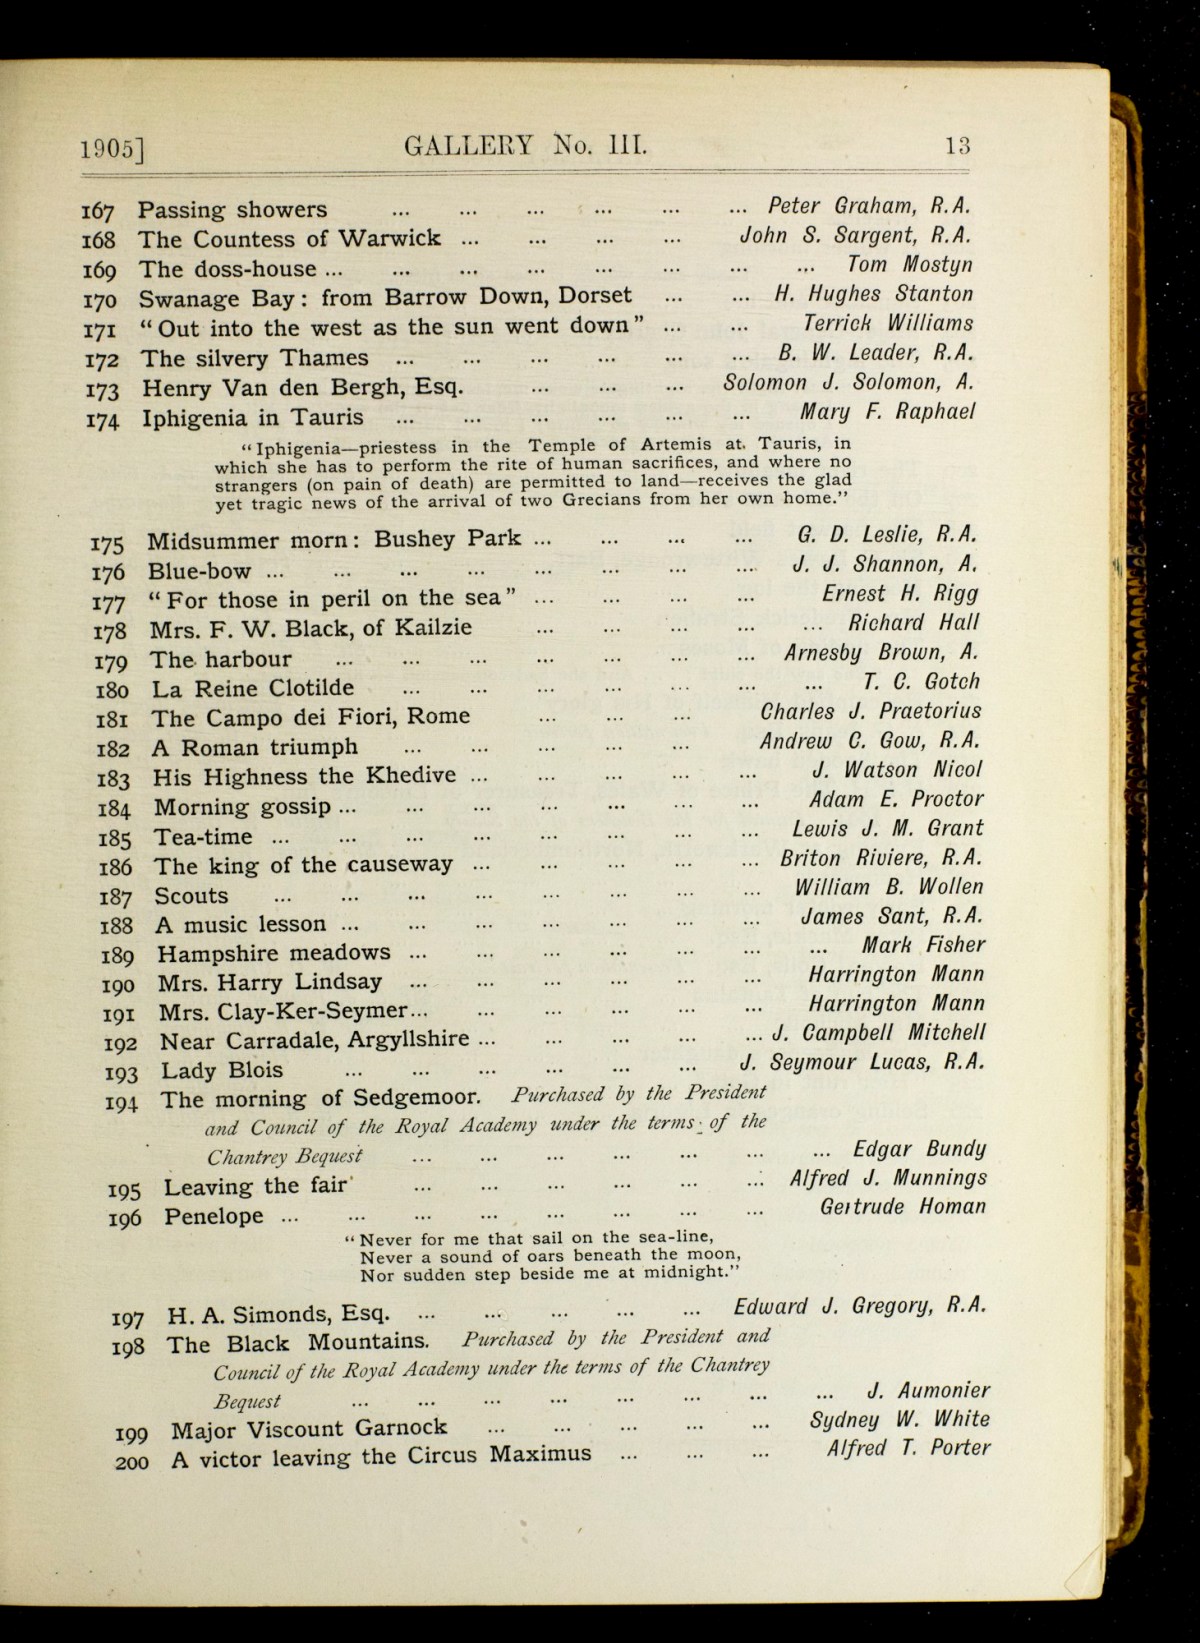 1905] GALLERY No. III. 13
167 Passing showers ... ... ... ... ... ... Peter Graham, R.A.
168 The Countess of Warwick ... ... ... ... John S. Sargent, R.A.
169 The doss-house ... ... ... ... ... ... ... ... Tom Mostyn
170 Swanage Bay: from Barrow Down, Dorset ... ... H. Hughes Stanton
171 "Out into the west as the sun went down" ... ... Terrick Williams
172 The silvery Thames ... ... ... ... ... ... B. W. Leader, R.A.
173 Henry Van den Bergh, Esq. ... ... ... Solomon J. Solomon, A.
174 Iphigenia in Tauris ... ... ... ... ... ... Mary F. Raphael
"Iphigenia—priestess in the Temple of Artemis at Tauris, in
which she has to perform the rite of human sacrifices, and where no
strangers (on pain of death) are permitted to land—receives the glad
yet tragic news of the arrival of two Grecians from her own home."
175 Midsummer morn: Bushey Park ... ... ... ... G. D. Leslie, R.A.
176 Blue-bow ... ... ... ... ... ... ... ... J. J. Shannon, A.
177 "For those in peril on the sea" ... ... ... ... Ernest H. Rigg
178 Mrs. F. W. Black, of Kailzie ... ... ... ... ... Richard Hall
179 The harbour ... ... ... ... ... ... ... Arnesby Brown, A.
180 La Reine Clotilde ... ... ... ... ... ... ... T. C. Gotch
181 The Campo dei Fiori, Rome ... ... ... Charles J. Praetorius
182 A Roman triumph ... ... ... ... ... Andrew C. Gow, R.A.
183 His Highness the Khedive ... ... ... ... ... J. Watson Nicol
184 Morning gossip ... ... ... ... ... ... ... Adam E. Proctor
185 Tea-time ... ... ... ... ... ... ... ... Lewis J. M. Grant
186 The king of the causeway ... ... ... ... ... Briton Riviere, R.A.
187 Scouts ... ... ... ... ... ... ... ... William B. Wollen
188 A music lesson ... ... ... ... ... ... ... James Sant, R.A.
189 Hampshire meadows ... ... ... ... ... ... ... Mark Fisher
190 Mrs. Harry Lindsay ... ... ... ... ... ... Harrington Mann
191 Mrs. Clay-Ker-Seymer... ... ... ... ... ... Harrington Mann
192 Near Carradale, Argyllshire ... ... ... ... ... J. Campbell Mitchell
193 Lady Blois ... ... ... ... ... ... J. Seymour Lucas, R.A.
194 The morning of Sedgemoor. Purchased by the President
and Council of the Royal Academy under the terms of the
Chantrey Bequest ... ... ... ... ... ... ... Edgar Bundy
195 Leaving the fair ... ... ... ... ... ... Alfred J. Munnings
196 Penelope ... ... ... ... ... ... ... ... Gertrude Homan
"Never for me that sail on the sea-line,
Never a sound of oars beneath the moon,
Nor sudden step beside me at midnight."
197 H. A. Simonds, Esq. ... ... ... ... ... Edward J. Gregory, R.A.
198 The Black Mountains. Purchased by the President and
Council of the Royal Academy under the terms of the Chantrey
Bequest ... ... ... ... ... ... ... ... J. Aumonier
199 Major Viscount Garnock ... ... ... ... ... Sydney W. White
200 A victor leaving the Circus Maximus ... ... ... Alfred T. Porter